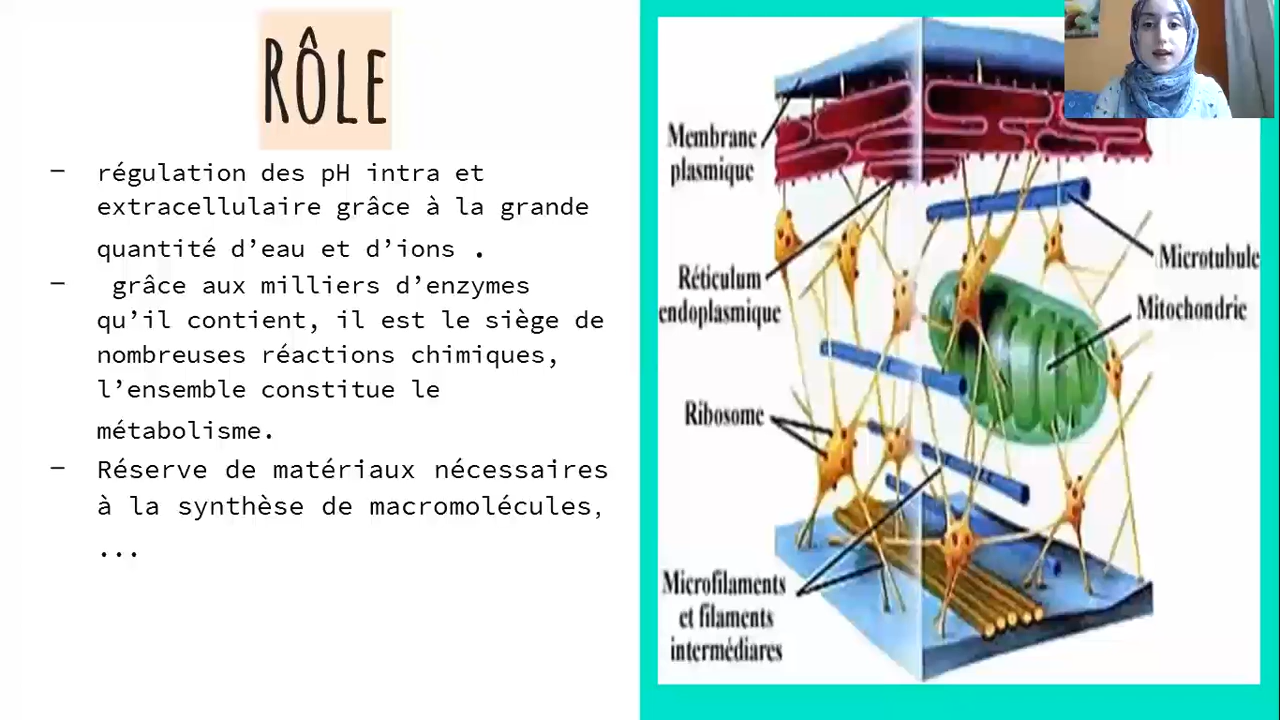 RÔLE
– régulation des pH intra et
extracellulaire grâce à la grande
quantité d’eau et d’ions .
– grâce aux milliers d’enzymes
qu’il contient, il est le siège de
nombreuses réactions chimiques,
l’ensemble constitue le
métabolisme.
– Réserve de matériaux nécessaires
à la synthèse de macromolécules,
...
Membrane
plasmique
Réticulum
endoplasmique
Microtubule
Mitochondrie
Ribosome
Microfilaments
et filaments
intermédiares